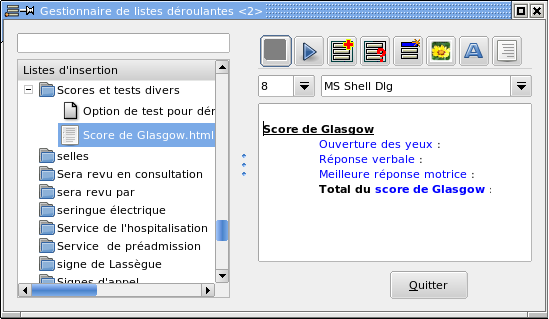 Gestionnaire de listes déroulantes <2>
Listes d'insertion
Scores et tests divers
Option de test pour dér
Score de Glasgow.html
selles
Sera revu en consultation
sera revu par
seringue électrique
Service de l'hospitalisation
Service de préadmission
signe de Lassègue
Signes d'appel
8
MS Shell Dlg
Score de Glasgow
Ouverture des yeux :
Réponse verbale :
Meilleure réponse motrice :
Total du score de Glasgow :
Quitter